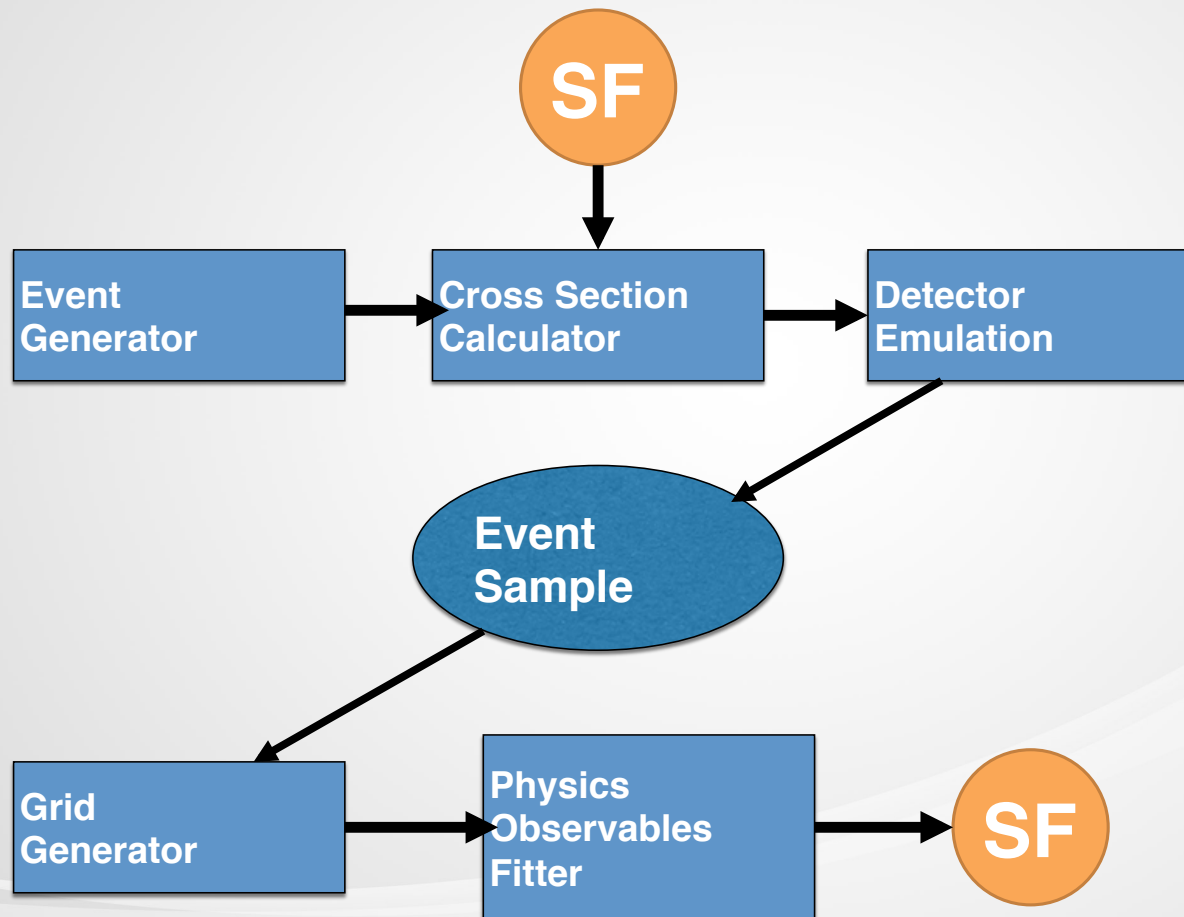 SF
Event
Generator
Cross Section
Calculator
Detector
Emulation
Event
Sample
Grid
Generator
Physics
Observables
Fitter
SF